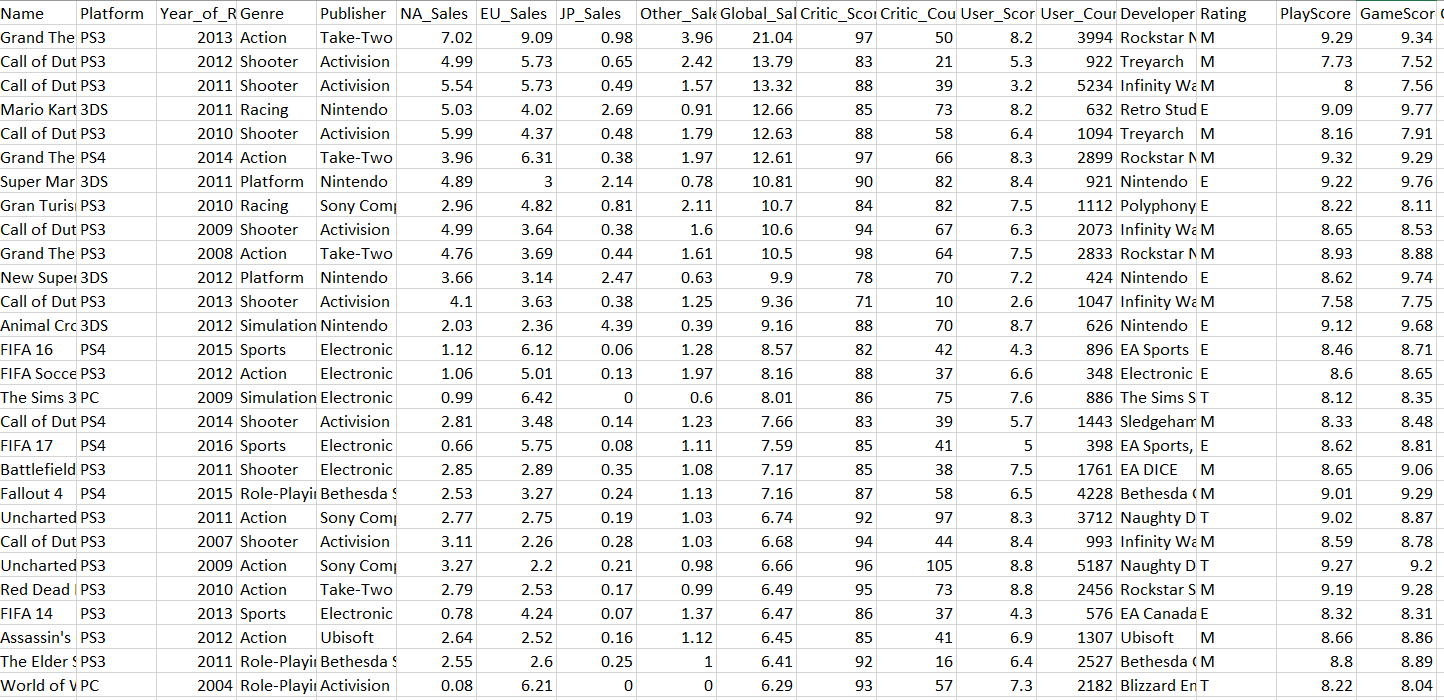 Name Platform Year_of_R Genre Publisher NA_Sales EU_Sales JP_Sales Other_Sale Global_Sal Critic_Scor Critic_Cou User_Scor User_Cour Developer Rating PlayScore GameScor
Grand The PS3 2013 Action Take-Two 7.02 9.09 0.98 3.96 21.04 97 50 8.2 3994 Rockstar N M 9.29 9.34
Call of Dut PS3 2012 Shooter Activision 4.99 5.73 0.65 2.42 13.79 83 21 5.3 922 Treyarch M 7.73 7.52
Call of Dut PS3 2011 Shooter Activision 5.54 5.73 0.49 1.57 13.32 88 39 3.2 5234 Infinity Wa M 8 7.56
Mario Kart 3DS 2011 Racing Nintendo 5.03 4.02 2.69 0.91 12.66 85 73 8.2 632 Retro Stud E 9.09 9.77
Call of Dut PS3 2010 Shooter Activision 5.99 4.37 0.48 1.79 12.63 88 58 6.4 1094 Treyarch M 8.16 7.91
Grand The PS4 2014 Action Take-Two 3.96 6.31 0.38 1.97 12.61 97 66 8.3 2899 Rockstar N M 9.32 9.29
Super Mar 3DS 2011 Platform Nintendo 4.89 3 2.14 0.78 10.81 90 82 8.4 921 Nintendo E 9.22 9.76
Gran Turis PS3 2010 Racing Sony Comp 2.96 4.82 0.81 2.11 10.7 84 82 7.5 1112 Polyphony E 8.22 8.11
Call of Dut PS3 2009 Shooter Activision 4.99 3.64 0.38 1.6 10.6 94 67 6.3 2073 Infinity Wa M 8.65 8.53
Grand The PS3 2008 Action Take-Two 4.76 3.69 0.44 1.61 10.5 98 64 7.5 2833 Rockstar N M 8.93 8.88
New Super 3DS 2012 Platform Nintendo 3.66 3.14 2.47 0.63 9.9 78 70 7.2 424 Nintendo E 8.62 9.74
Call of Dut PS3 2013 Shooter Activision 4.1 3.63 0.38 1.25 9.36 71 10 2.6 1047 Infinity Wa M 7.58 7.75
Animal Cro 3DS 2012 Simulation Nintendo 2.03 2.36 4.39 0.39 9.16 88 70 8.7 626 Nintendo E 9.12 9.68
FIFA 16 PS4 2015 Sports Electronic 1.12 6.12 0.06 1.28 8.57 82 42 4.3 896 EA Sports E 8.46 8.71
FIFA Socce PS3 2012 Action Electronic 1.06 5.01 0.13 1.97 8.16 88 37 6.6 348 Electronic E 8.6 8.65
The Sims 3 PC 2009 Simulation Electronic 0.99 6.42 0 0.6 8.01 86 75 7.6 886 The Sims S T 8.12 8.35
Call of Dut PS4 2014 Shooter Activision 2.81 3.48 0.14 1.23 7.66 83 39 5.7 1443 Sledgeham M 8.33 8.48
FIFA 17 PS4 2016 Sports Electronic 0.66 5.75 0.08 1.11 7.59 85 41 5 398 EA Sports, E 8.62 8.81
Battlefield PS3 2011 Shooter Electronic 2.85 2.89 0.35 1.08 7.17 85 38 7.5 1761 EA DICE M 8.65 9.06
Fallout 4 PS4 2015 Role-Playi Bethesda S 2.53 3.27 0.24 1.13 7.16 87 58 6.5 4228 Bethesda G M 9.01 9.29
Uncharted PS3 2011 Action Sony Comp 2.77 2.75 0.19 1.03 6.74 92 97 8.3 3712 Naughty D T 9.02 8.87
Call of Dut PS3 2007 Shooter Activision 3.11 2.26 0.28 1.03 6.68 94 44 8.4 993 Infinity Wa M 8.59 8.78
Uncharted PS3 2009 Action Sony Comp 3.27 2.2 0.21 0.98 6.66 96 105 8.8 5187 Naughty D T 9.27 9.2
Red Dead PS3 2010 Action Take-Two 2.79 2.53 0.17 0.99 6.49 95 73 8.8 2456 Rockstar S M 9.19 9.28
FIFA 14 PS3 2013 Sports Electronic 0.78 4.24 0.07 1.37 6.47 86 37 4.3 576 EA Canada E 8.32 8.31
Assassin's PS3 2012 Action Ubisoft 2.64 2.52 0.16 1.12 6.45 85 41 6.9 1307 Ubisoft M 8.66 8.86
The Elder S PS3 2011 Role-Playi Bethesda S 2.55 2.6 0.25 1 6.41 92 16 6.4 2527 Bethesda G M 8.8 8.89
World of W PC 2004 Role-Playi Activision 0.08 6.21 0 0 6.29 93 57 7.3 2182 Blizzard En T 8.22 8.04